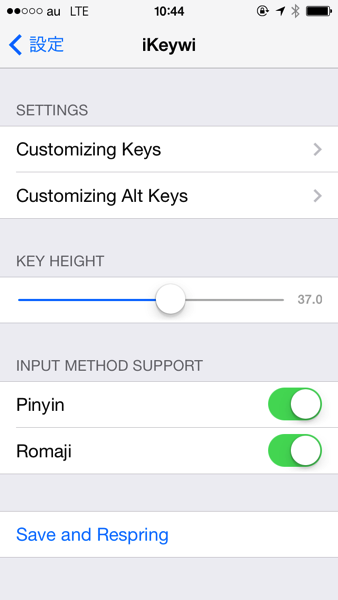 au LTE 10:44
設定 iKeywi
SETTINGS
Customizing Keys
Customizing Alt Keys
KEY HEIGHT
37.0
INPUT METHOD SUPPORT
Pinyin
Romaji
Save and Respring